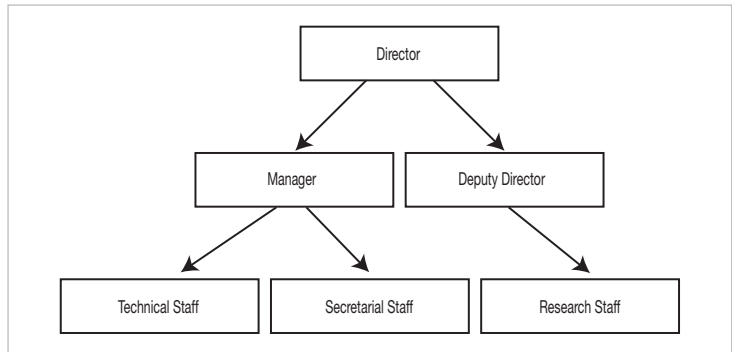 Director
Manager
Deputy Director
Technical Staff
Secretarial Staff
Research Staff